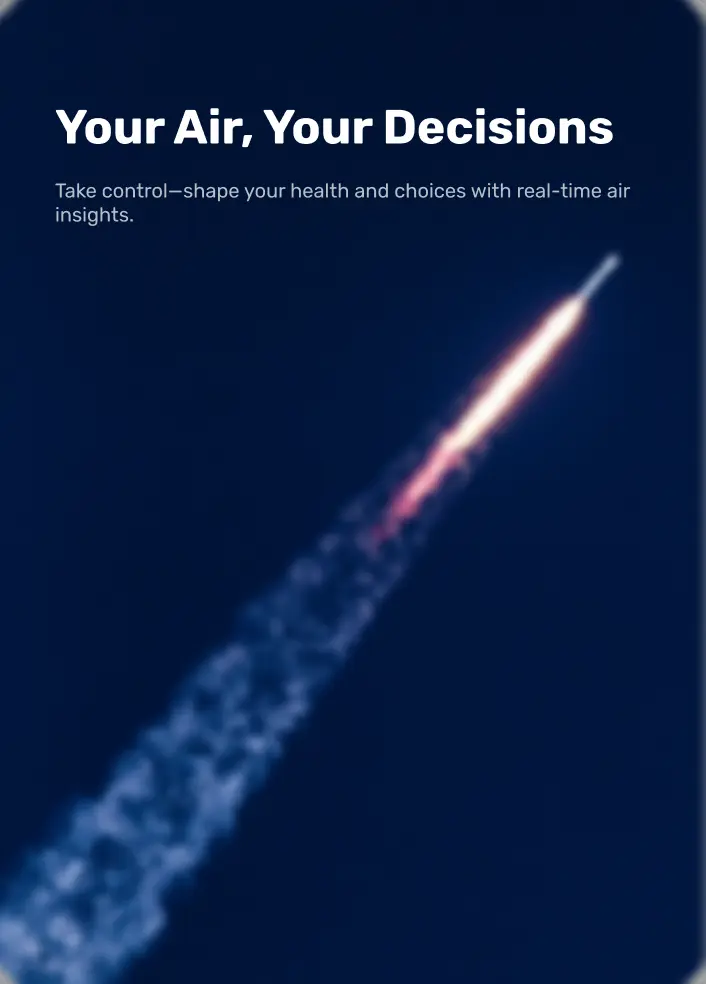 Your Air, Your Decisions
Take control—shape your health and choices with real-time air
insights.